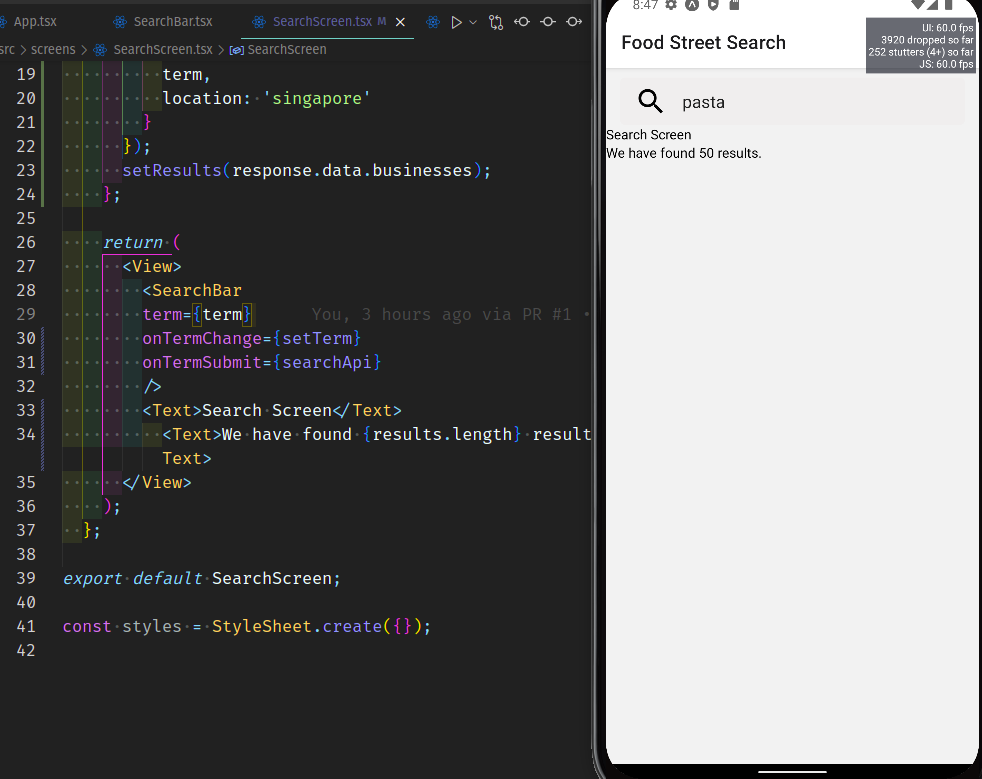 App.tsx
SearchBar.tsx
SearchScreen.tsx M
src > screens > SearchScreen.tsx > SearchScreen
19 term,
20 location: 'singapore'
21 }
22 });
23 setResults(response.data.businesses);
24 };
25
26 return (
27 <View>
28 <SearchBar
29 term={term} You, 3 hours ago via PR #1 •
30 onTermChange={setTerm}
31 onTermSubmit={searchApi}
32 />
33 <Text>Search Screen</Text>
34 <Text>We have found {results.length} result
Text>
35 </View>
36 );
37 };
38
39 export default SearchScreen;
40
41 const styles = StyleSheet.create({});
42
8:47
Food Street Search
UI: 60.0 fps
3920 dropped so far
252 stutters (4+) so far
JS: 60.0 fps
pasta
Search Screen
We have found 50 results.